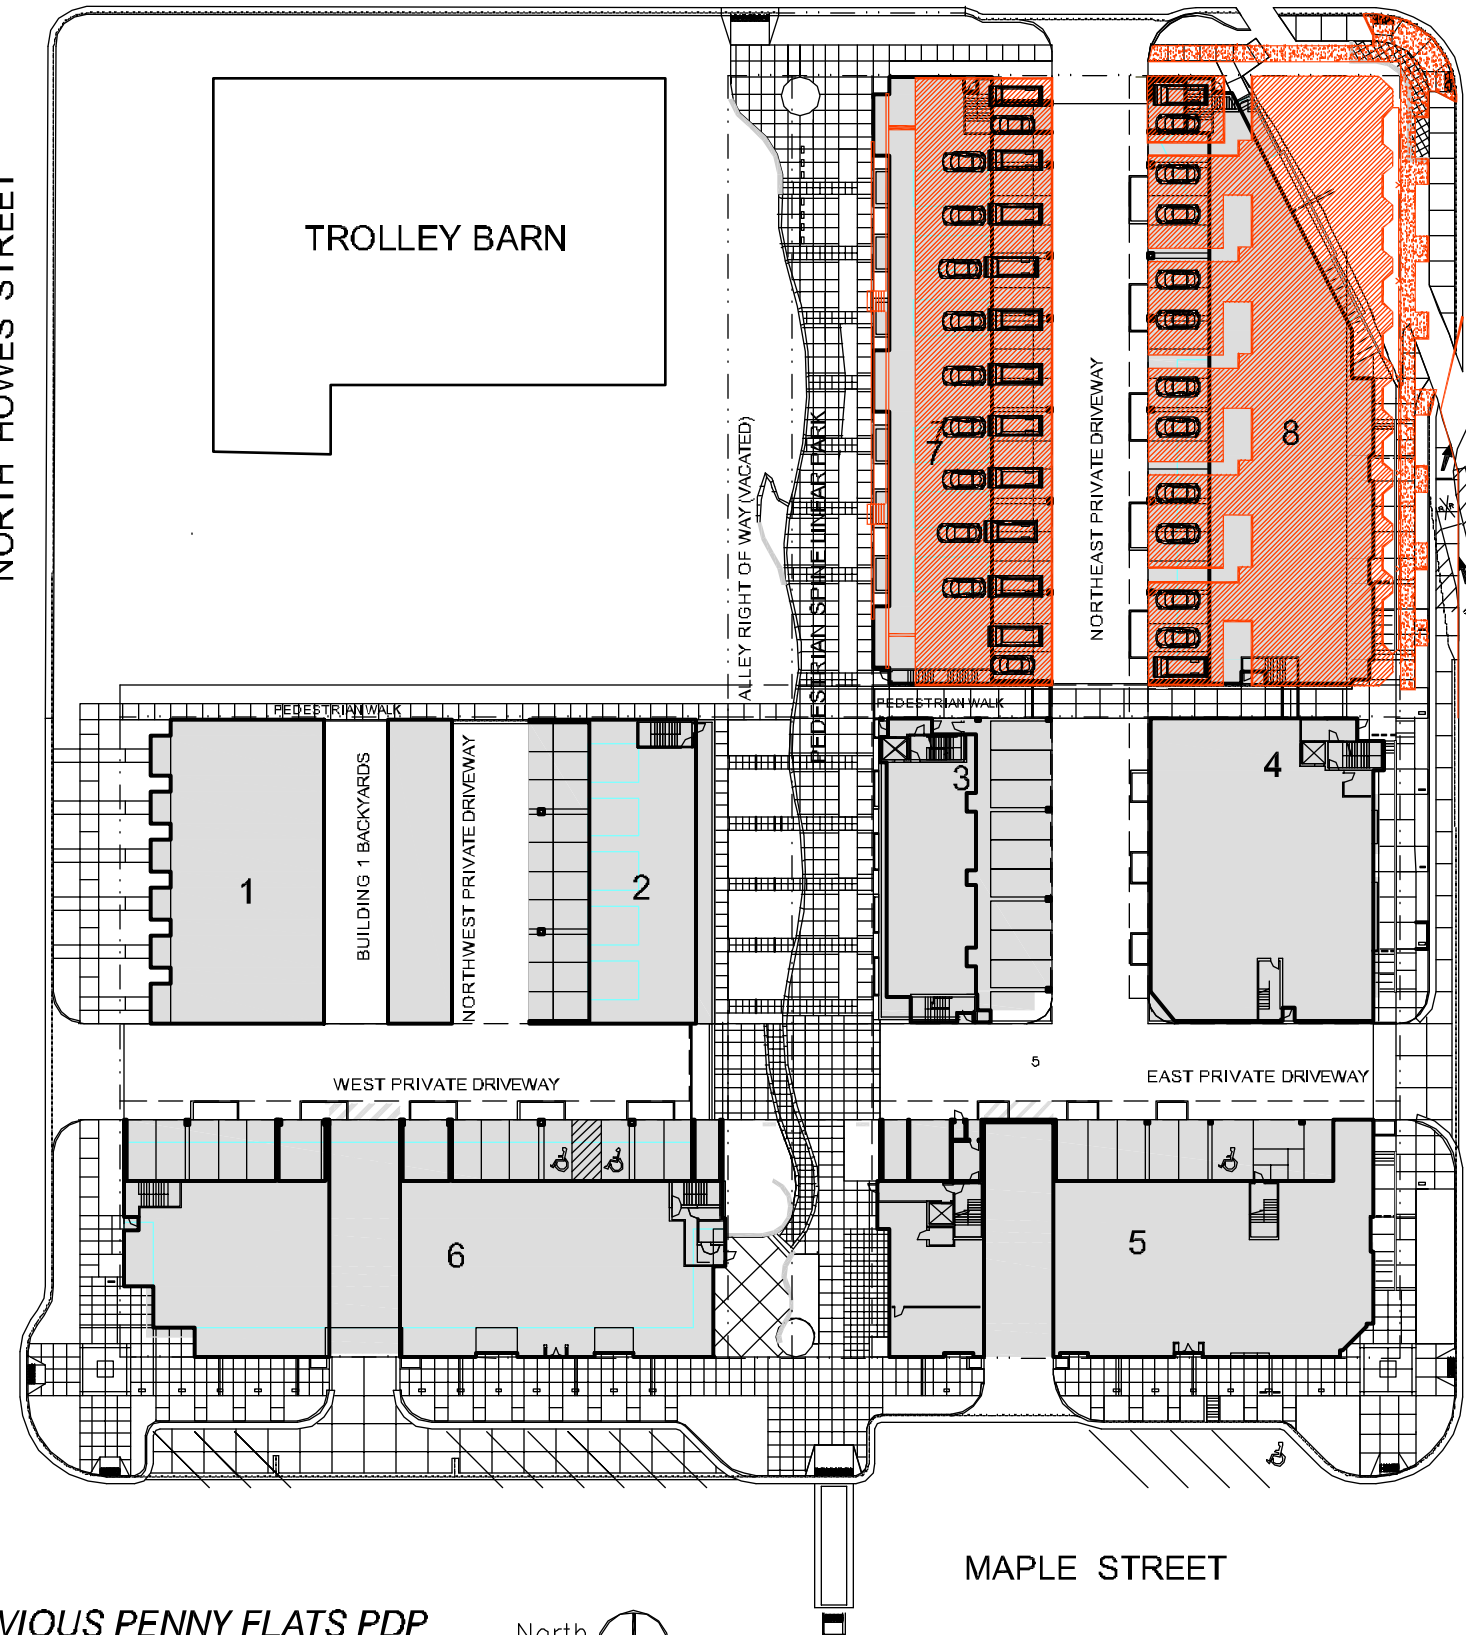 NORTH HOWES STREET
TROLLEY BARN
ALLEY RIGHT OF WAY (VACATED)
PEDESTRIAN SPINE LINEAR PARK
7
7
NORTHEAST PRIVATE DRIVEWAY
8
PEDESTRIAN WALK
PEDESTRIAN WALK
1
BUILDING 1 BACKYARDS
NORTHWEST PRIVATE DRIVEWAY
2
3
4
WEST PRIVATE DRIVEWAY
5
EAST PRIVATE DRIVEWAY
6
5
MAPLE STREET
VIOUS PENNY FLATS PDP
North